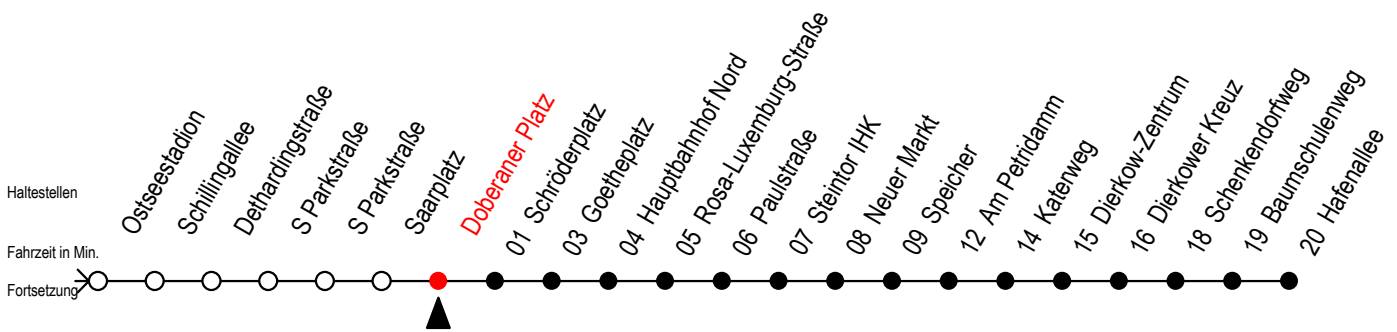 Haltestellen
Ostseestadion
Schillingallee
Dethardingstraße
S Parkstraße
S Parkstraße
Saarplatz
Doberaner Platz
01 Schröderplatz
03 Goetheplatz
04 Hauptbahnhof Nord
05 Rosa-Luxemburg-Straße
06 Paulstraße
07 Steintor IHK
08 Neuer Markt
09 Speicher
12 Am Petridamm
14 Katenweg
15 Dierkow-Zentrum
16 Dierkower Kreuz
18 Schenkendorfweg
19 Baumschulenweg
20 Hafenallee
Fahrzeit in Min.
Fortsetzung